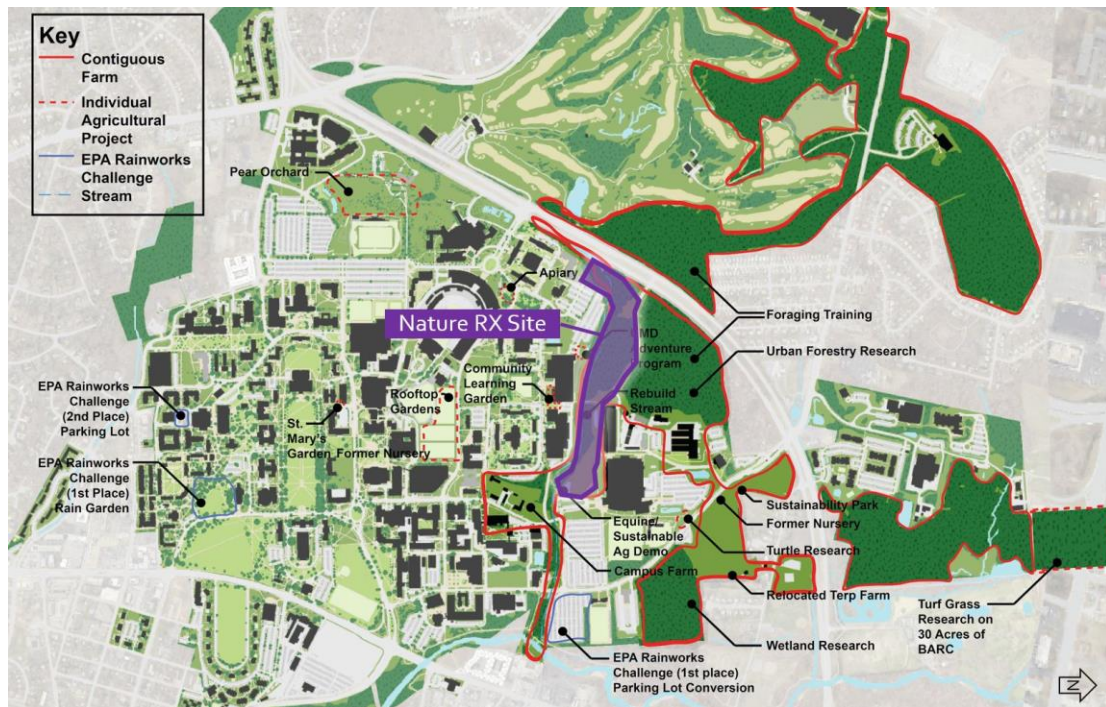 Key
Contiguous
Farm
Individual
Agricultural
Project
EPA Rainworks
Challenge
Stream
Pear Orchard
Apiary
Nature RX Site
UMD
Adventure
Program
Foraging Training
Urban Forestry Research
Community
Learning
Garden
Rebuild
Stream
Rooftop
Gardens
EPA Rainworks
Challenge
(2nd Place)
Parking Lot
St.
Mary's
Garden
Former Nursery
EPA Rainworks
Challenge
(1st Place)
Rain Garden
Sustainability Park
Former Nursery
Equine/
Sustainable
Ag Demo
Turtle Research
Campus Farm
Relocated Terp Farm
Turf Grass
Research on
30 Acres of
BARC
Wetland Research
EPA Rainworks
Challenge (1st place)
Parking Lot Conversion
N